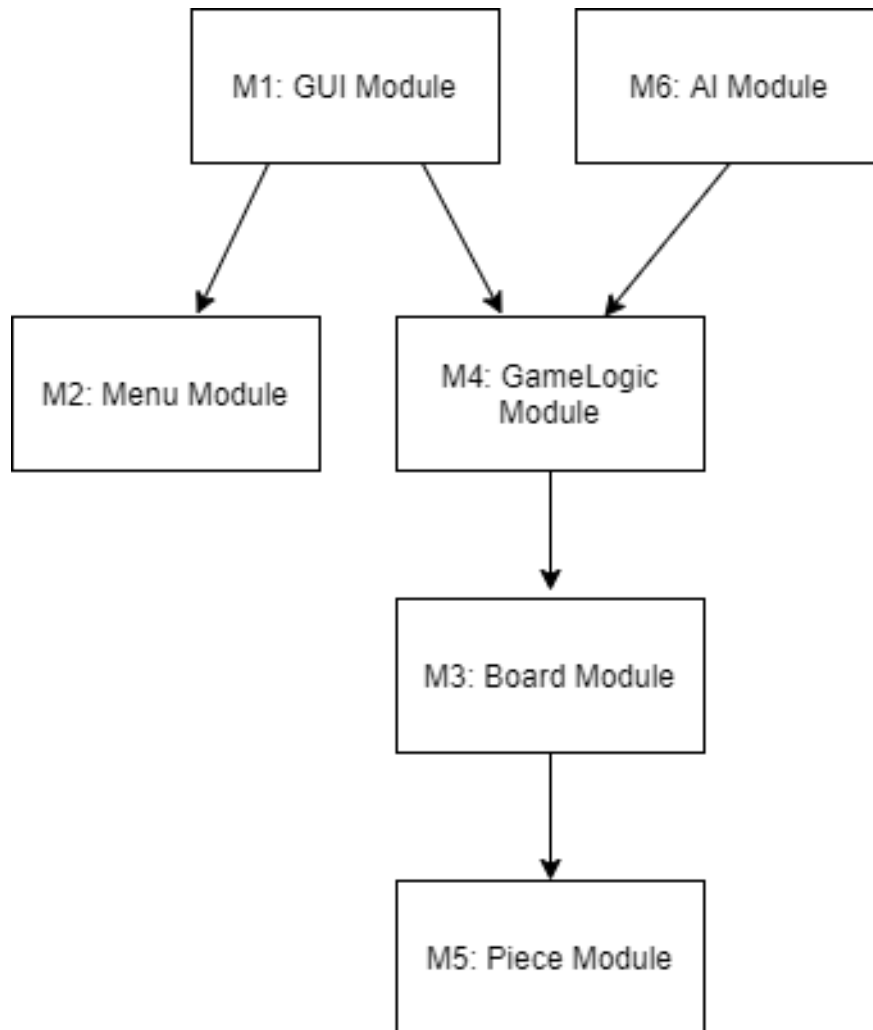 M1: GUI Module
M6: AI Module
M2: Menu Module
M4: GameLogic
Module
M3: Board Module
M5: Piece Module